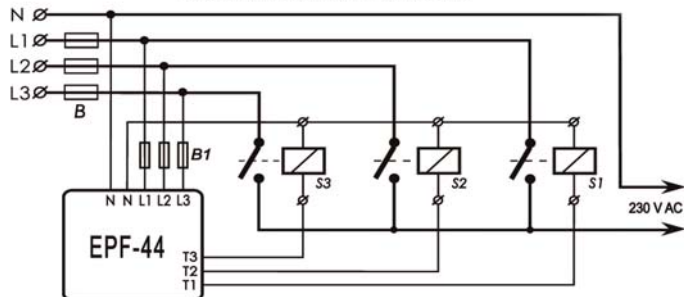 N
L1
L2
L3
B
B1
N N L1 L2 L3
S3
S2
S1
230 V AC
EPF-44
T3
T2
T1